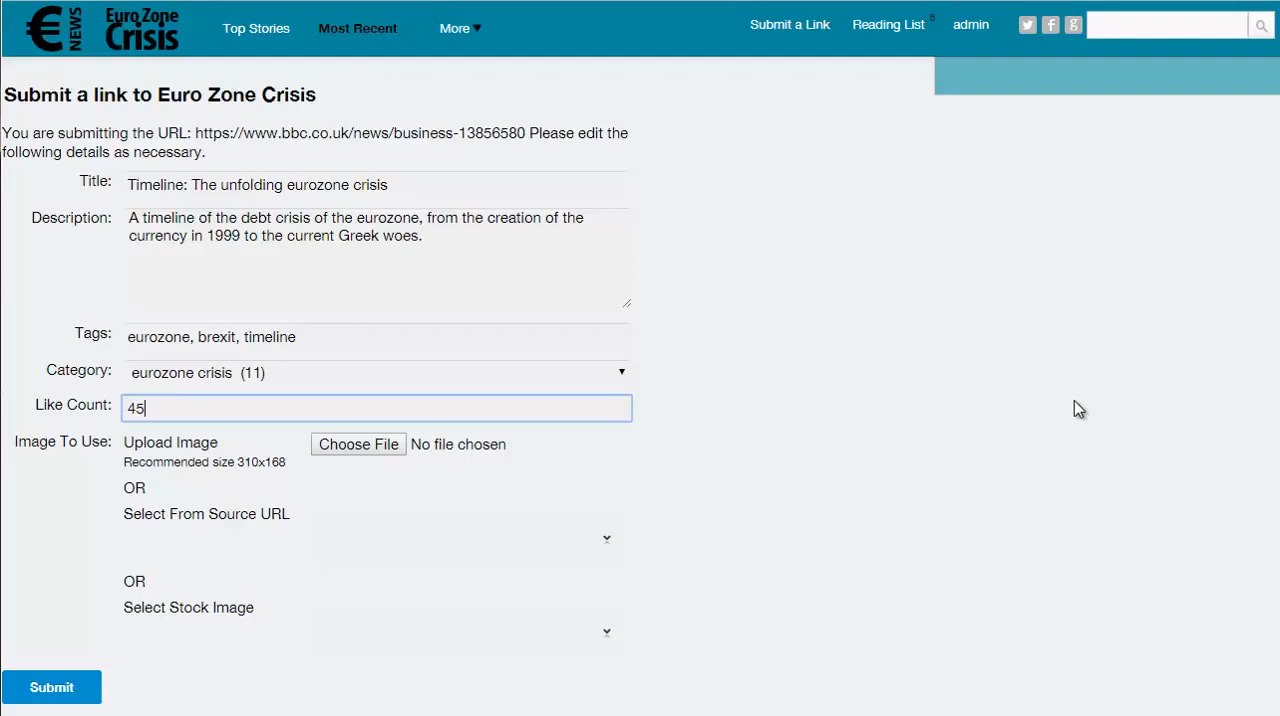 € NEWS Euro Zone Crisis
Top Stories Most Recent More ▼ Submit a Link Reading List 6 admin
Submit a link to Euro Zone Crisis
You are submitting the URL: https://www.bbc.co.uk/news/business-13856580 Please edit the
following details as necessary.
Title: Timeline: The unfolding eurozone crisis
Description: A timeline of the debt crisis of the eurozone, from the creation of the
currency in 1999 to the current Greek woes.
Tags: eurozone, brexit, timeline
Category: eurozone crisis (11)
Like Count: 45
Image To Use: Upload Image Choose File No file chosen
Recommended size 310x168
OR
Select From Source URL
OR
Select Stock Image
Submit